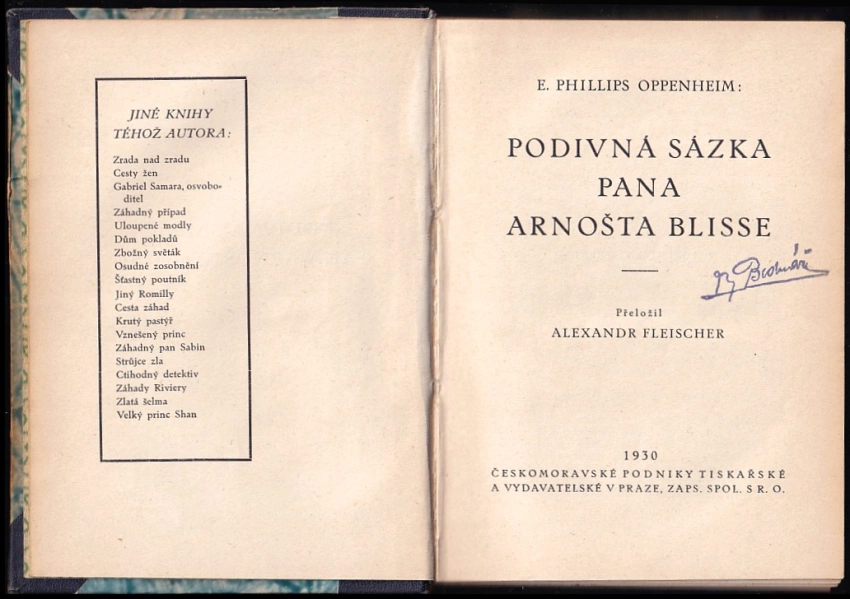 JINÉ KNIHY
TÉHOŽ AUTORA:
Zrada nad zradu
Cesty žen
Gabriel Samara, osvobo-
ditel
Záhadný případ
Uloupené modly
Dům pokladů
Zbožný světák
Osudné zosobnění
Šťastný poutník
Jiný Romilly
Cesta záhad
Krutý pastýř
Vznešený princ
Záhadný pan Sabin
Strůjce zla
Ctihodný detektiv
Záhady Riviery
Zlatá šelma
Velký princ Shan
E. PHILLIPS OPPENHEIM:
PODIVNÁ SÁZKA
PANA
ARNOŠTA BLISSE
Přeložil
ALEXANDR FLEISCHER
1930
ČESKOMORAVSKÉ PODNIKY TISKAŘSKÉ
A VYDAVATELSKÉ V PRAZE, ZAPS. SPOL. S R. O.